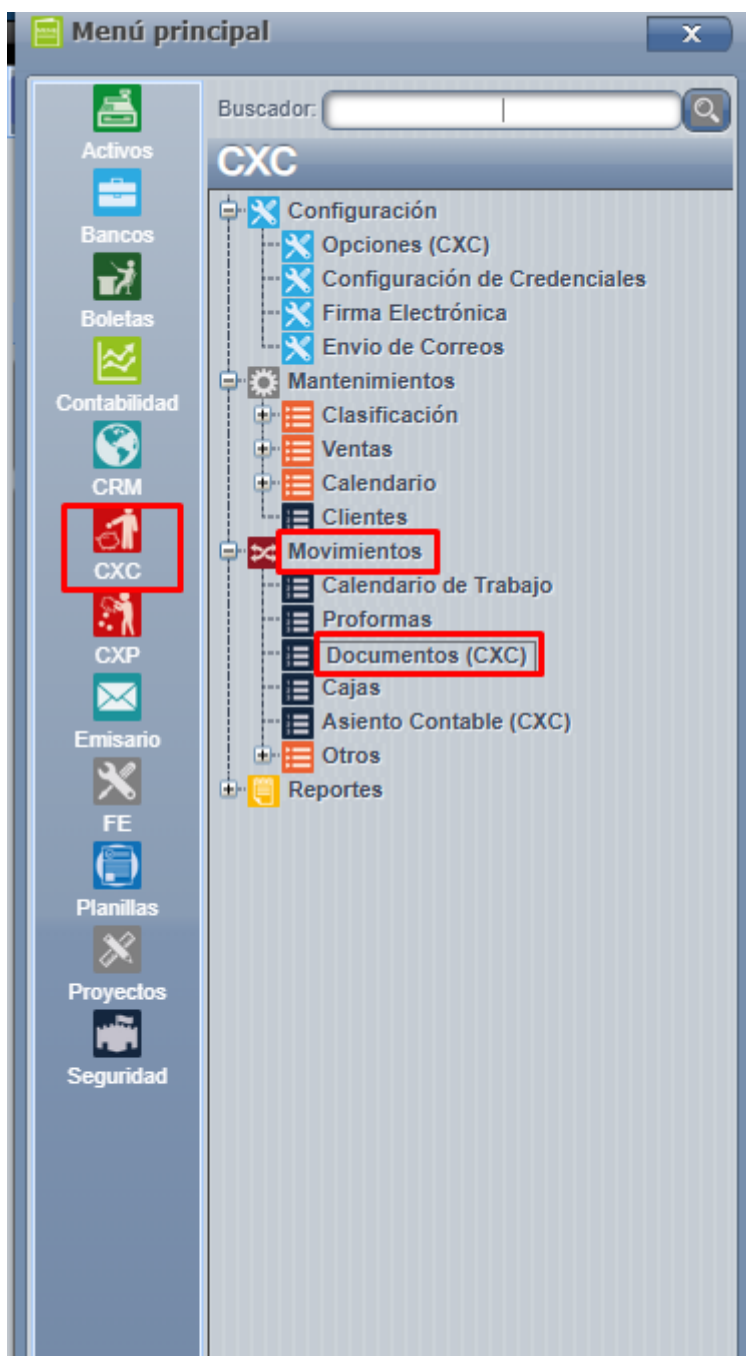 Menú principal
x
Activos
Bancos
Boletas
Contabilidad
CRM
CXC
CXP
Emisario
FE
Planillas
Proyectos
Seguridad
Buscador:
CXC
Configuración
Opciones (CXC)
Configuración de Credenciales
Firma Electrónica
Envio de Correos
Mantenimientos
Clasificación
Ventas
Calendario
Clientes
Movimientos
Calendario de Trabajo
Proformas
Documentos (CXC)
Cajas
Asiento Contable (CXC)
Otros
Reportes